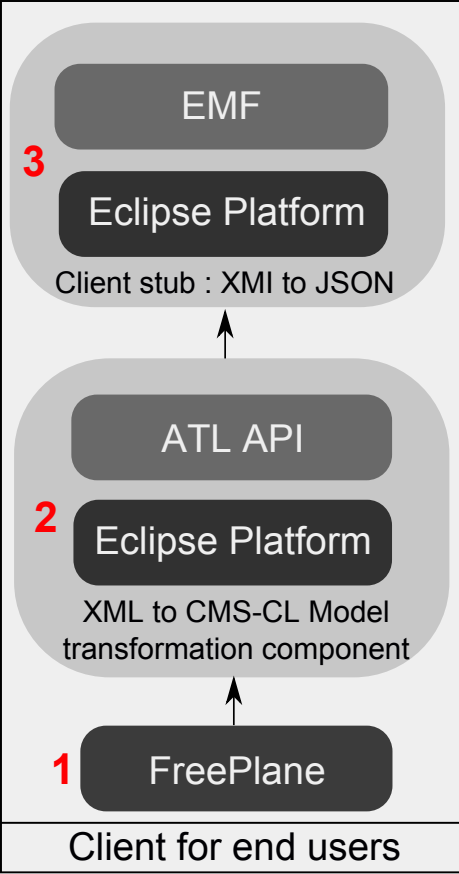 EMF
3
Eclipse Platform
Client stub : XMI to JSON
ATL API
2
Eclipse Platform
XML to CMS-CL Model
transformation component
1
FreePlane
Client for end users